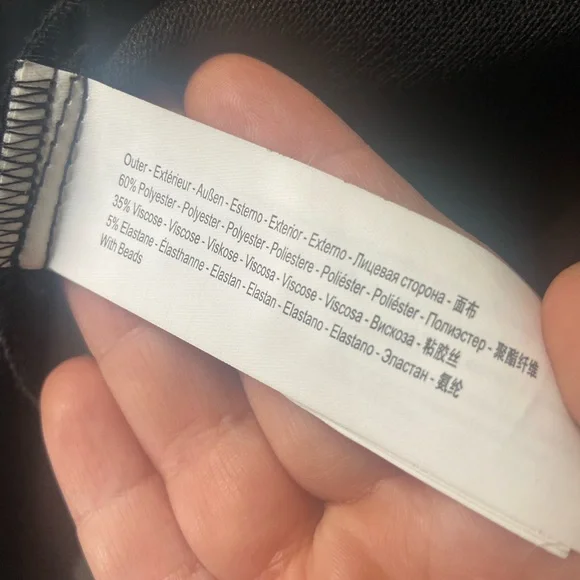 Outer - Extérieur - Außen - Esterno - Exterior - Externo - Лицевая сторона - 面布
60% Polyester - Polyester - Polyester - Poliestere - Poliéster - Poliéster - Полиэстер - 聚酯纤维
35% Viscose - Viscose - Viskose - Viscosa - Viscose - Viscosa - Вискоза - 粘胶丝
5% Elastane - Élasthanne - Elastan - Elastan - Elastano - Elastano - Эластан - 氨纶
With Beads